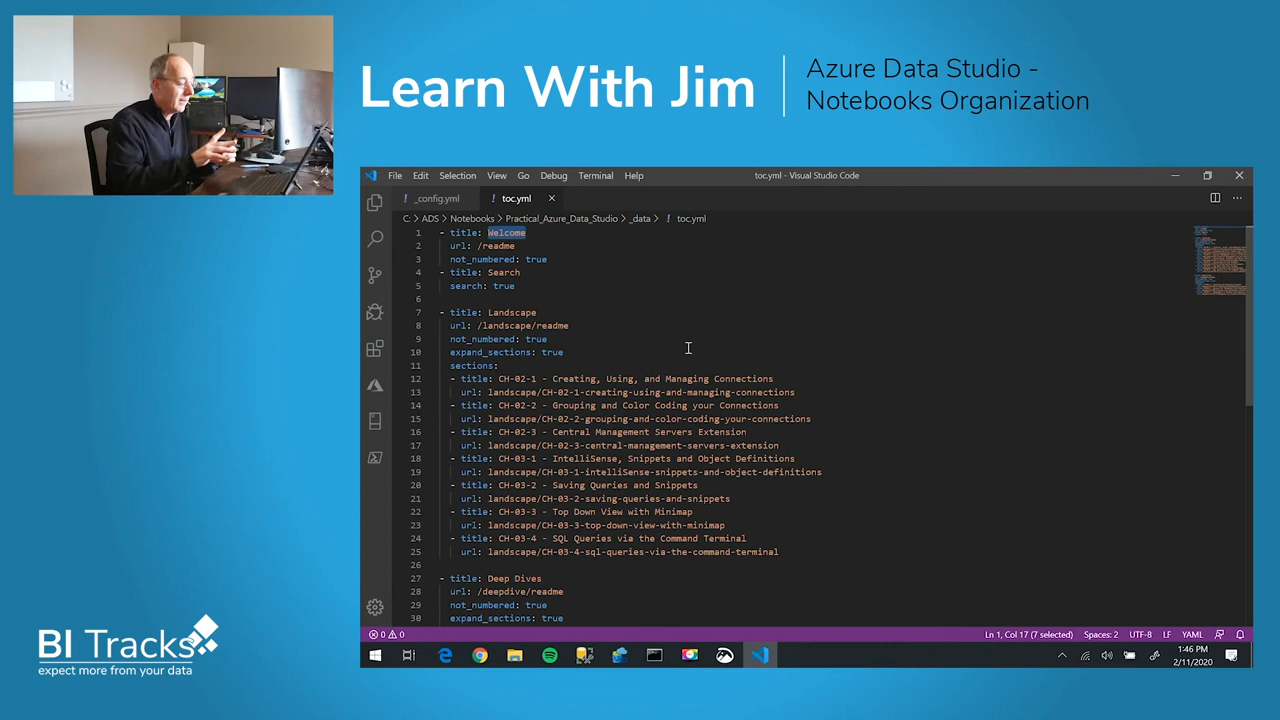 Learn With Jim
Azure Data Studio -
Notebooks Organization
File Edit Selection View Go Debug Terminal Help
toc.yml - Visual Studio Code
_config.yml
toc.yml
C: > ADS > Notebooks > Practical_Azure_Data_Studio > _data > toc.yml
1 - title: Welcome
2 url: /readme
3 not_numbered: true
4 - title: Search
5 search: true
6
7 - title: Landscape
8 url: /landscape/readme
9 not_numbered: true
10 expand_sections: true
11 sections:
12 - title: CH-02-1 - Creating, Using, and Managing Connections
13 url: landscape/CH-02-1-creating-using-and-managing-connections
14 - title: CH-02-2 - Grouping and Color Coding your Connections
15 url: landscape/CH-02-2-grouping-and-color-coding-your-connections
16 - title: CH-02-3 - Central Management Servers Extension
17 url: landscape/CH-02-3-central-management-servers-extension
18 - title: CH-03-1 - IntelliSense, Snippets and Object Definitions
19 url: landscape/CH-03-1-intelliSense-snippets-and-object-definitions
20 - title: CH-03-2 - Saving Queries and Snippets
21 url: landscape/CH-03-2-saving-queries-and-snippets
22 - title: CH-03-3 - Top Down View with Minimap
23 url: landscape/CH-03-3-top-down-view-with-minimap
24 - title: CH-03-4 - SQL Queries via the Command Terminal
25 url: landscape/CH-03-4-sql-queries-via-the-command-terminal
26
27 - title: Deep Dives
28 url: /deepdive/readme
29 not_numbered: true
30 expand_sections: true
0 0
Ln 1, Col 17 (7 selected) Spaces: 2 UTF-8 LF YAML
1:46 PM
2/11/2020
BI Tracks
expect more from your data